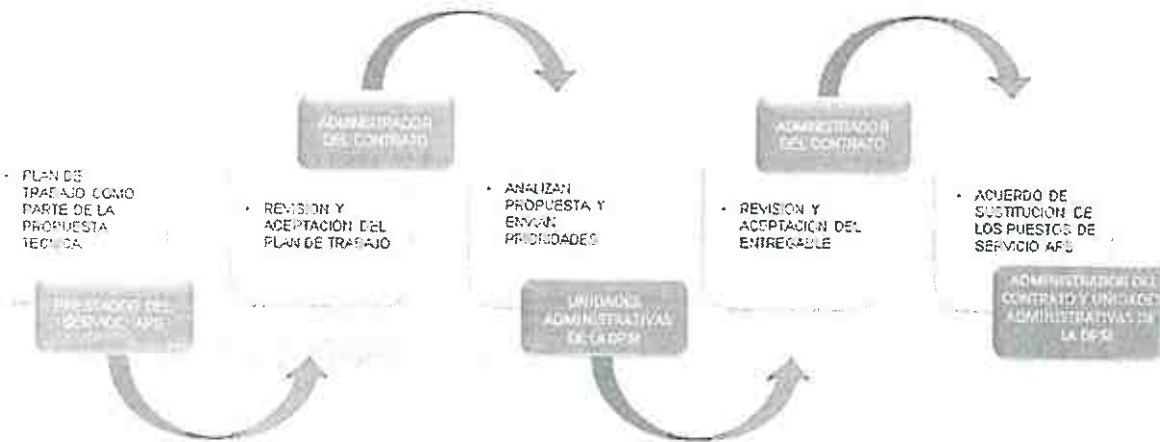 • PLAN DE
TRABAJO COMO
PARTE DE LA
PROPUESTA
TECNICA
PRESTADOR DEL
SERVICIO APS
ADMINISTRADOR
DEL CONTRATO
• REVISION Y
ACEPTACION DEL
PLAN DE TRABAJO
• ANALIZAN
PROPUESTA Y
ENVIAN
PRIORIDADES
UNIDADES
ADMINISTRATIVAS
DE LA DPSI
ADMINISTRADOR
DEL CONTRATO
• REVISION Y
ACEPTACION DEL
ENTREGABLE
• ACUERDO DE
SUSTITUCION DE
LOS PUESTOS DE
SERVICIO APS
ADMINISTRADOR DEL
CONTRATO Y UNIDADES
ADMINISTRATIVAS DE
LA DPSI